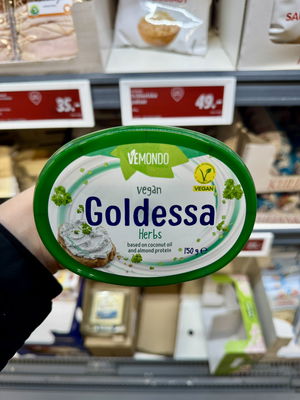 35.-
49.-
VEMONDO
vegan
Goldessa
Herbs
based on coconut oil
and almond protein
VEGAN
150 g e